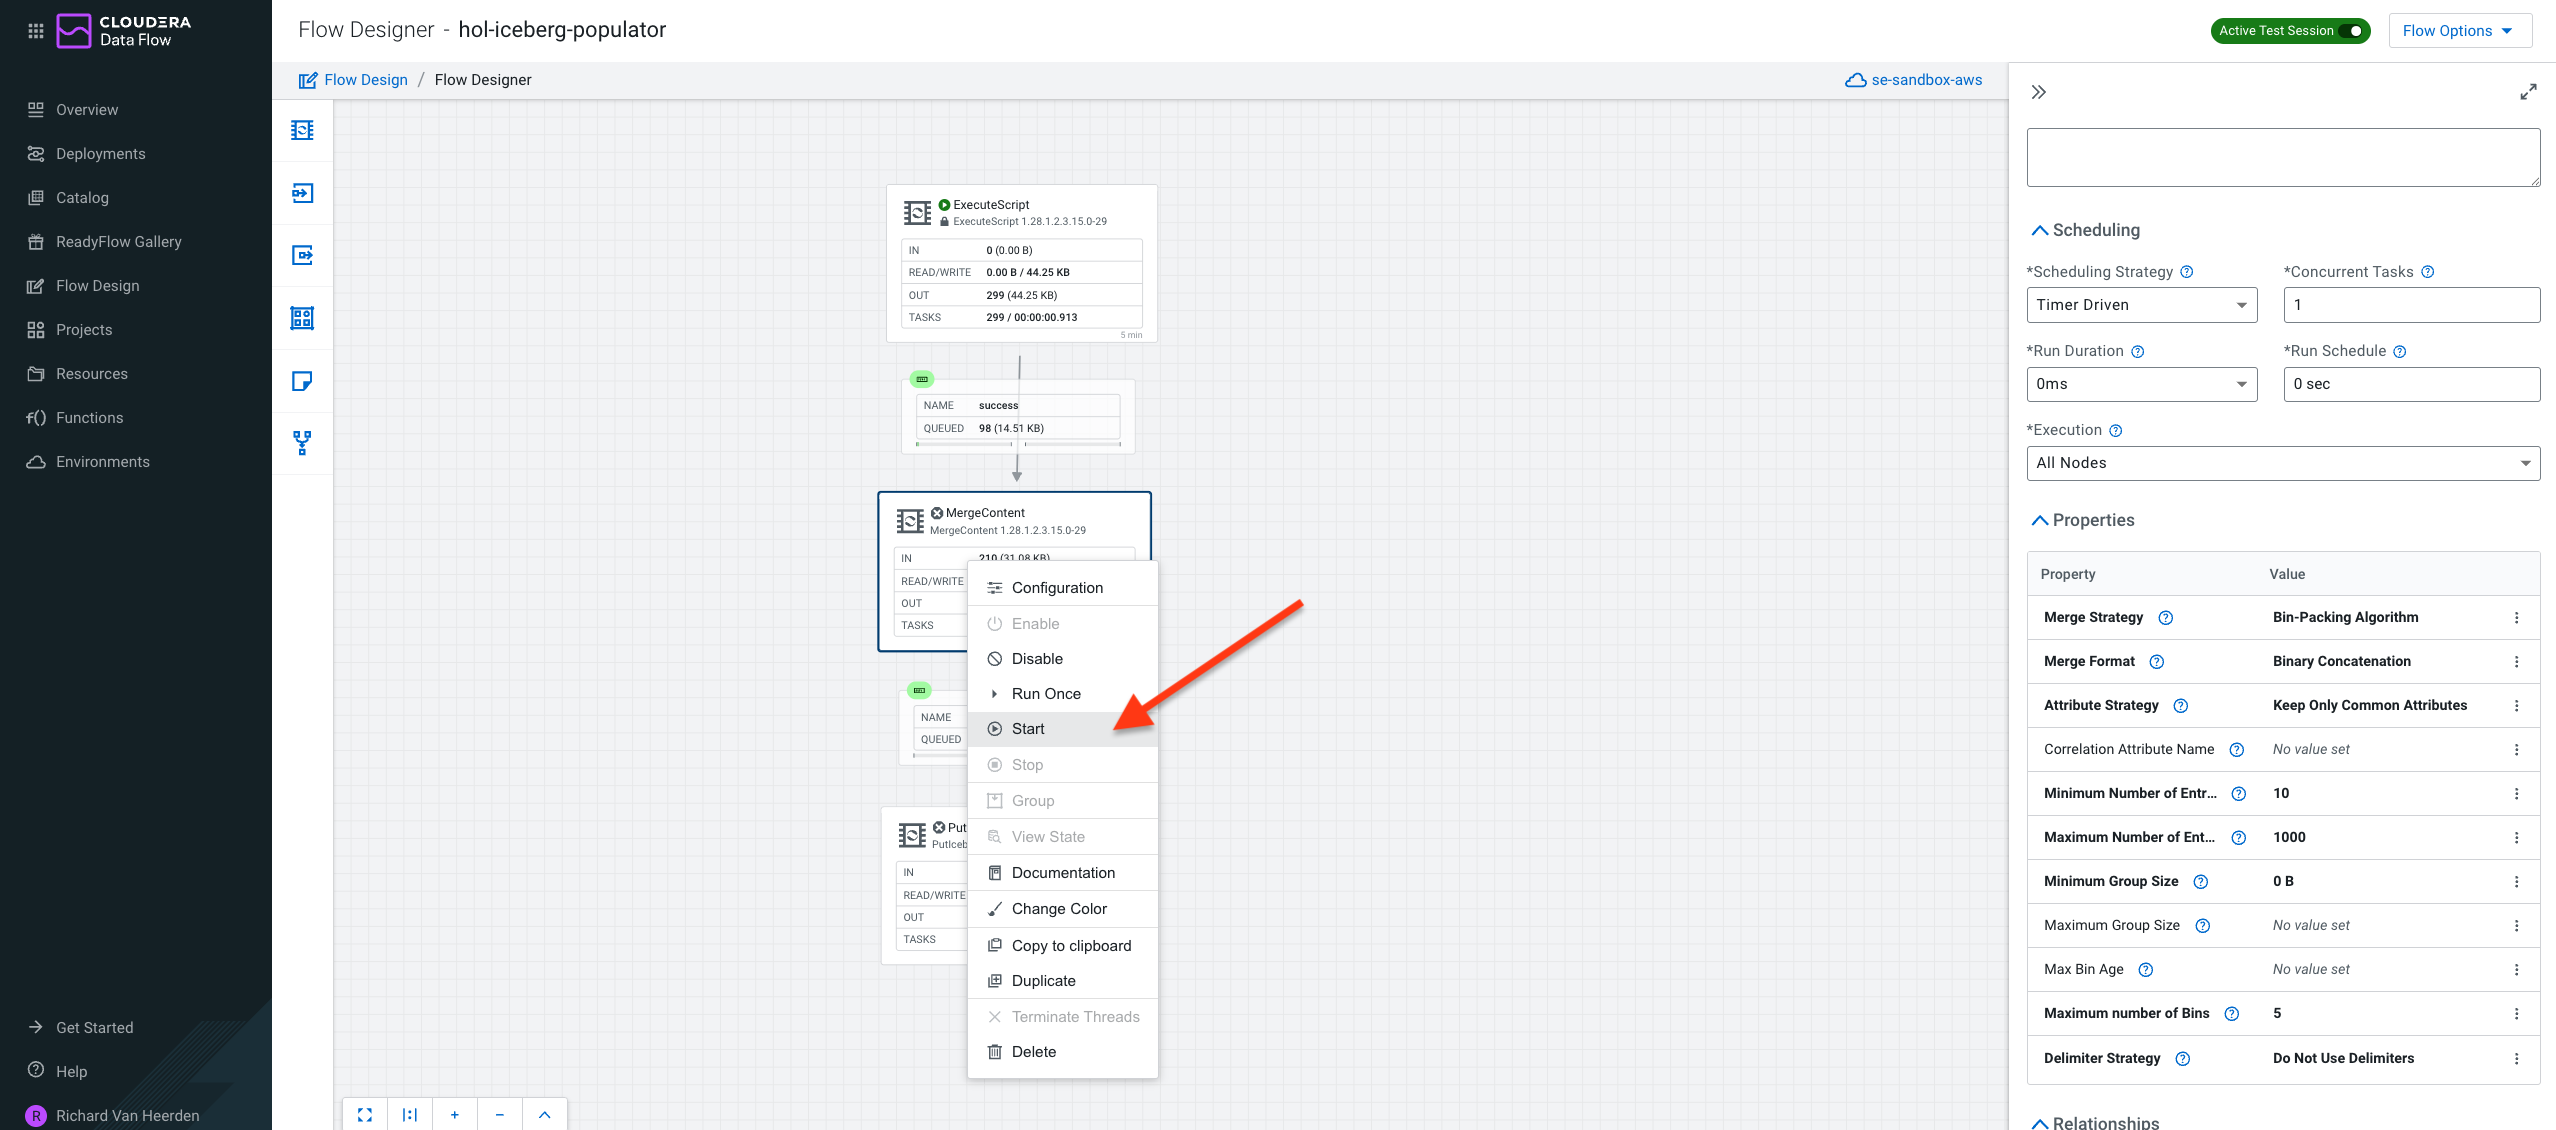 CLOUDERA
Data Flow
Overview
Deployments
Catalog
ReadyFlow Gallery
Flow Design
Projects
Resources
f() Functions
Environments
Get Started
Help
R Richard Van Heerden
Flow Designer - hol-iceberg-populator
Active Test Session
Flow Options
Flow Design / Flow Designer
se-sandbox-aws
ExecuteScript
ExecuteScript 1.28.1.2.3.15.0-29
IN 0 (0.00 B)
READ/WRITE 0.00 B / 44.25 KB
OUT 299 (44.25 KB)
TASKS 299 / 00:00:00.913
5 min
NAME success
QUEUED 98 (14.51 KB)
MergeContent
MergeContent 1.28.1.2.3.15.0-29
IN 210 (31.08 KB)
READ/WRITE
OUT
TASKS
NAME
QUEUED
Put
PutIceb
IN
READ/WRITE
OUT
TASKS
Configuration
Enable
Disable
Run Once
Start
Stop
Group
View State
Documentation
Change Color
Copy to clipboard
Duplicate
Terminate Threads
Delete
Scheduling
*Scheduling Strategy
*Concurrent Tasks
Timer Driven
1
*Run Duration
*Run Schedule
0ms
0 sec
*Execution
All Nodes
Properties
Property Value
Merge Strategy Bin-Packing Algorithm
Merge Format Binary Concatenation
Attribute Strategy Keep Only Common Attributes
Correlation Attribute Name No value set
Minimum Number of Entr... 10
Maximum Number of Ent... 1000
Minimum Group Size 0 B
Maximum Group Size No value set
Max Bin Age No value set
Maximum number of Bins 5
Delimiter Strategy Do Not Use Delimiters
Relationships